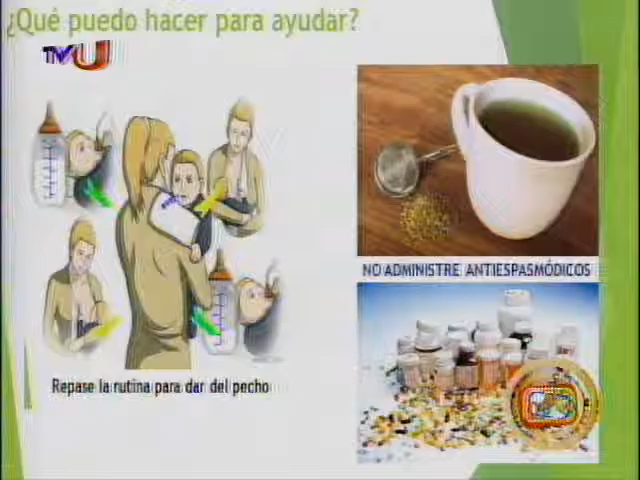 ¿Qué puedo hacer para ayudar?
TVU
NO ADMINISTRE ANTIESPASMÓDICOS
Repase la rutina para dar del pecho